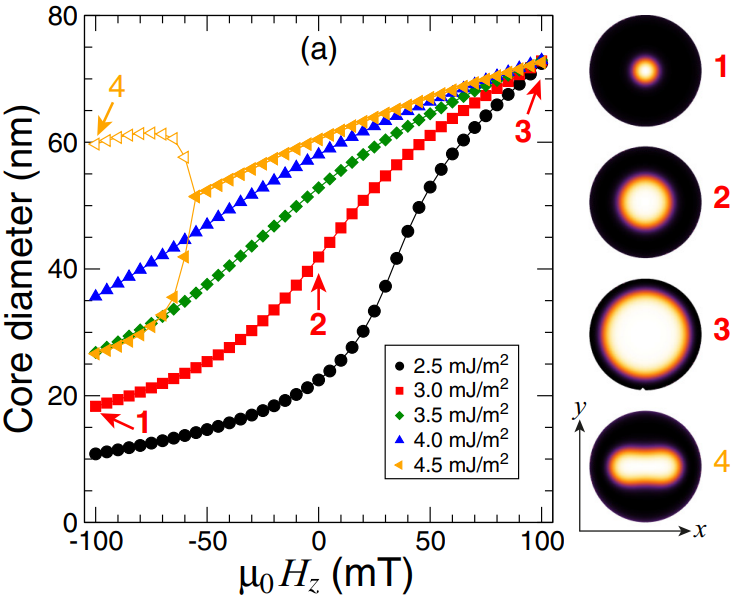 (a)
Core diameter (nm)
80
60
40
20
0
-100
-50
0
50
100
μ0Hz (mT)
4
3
2
1
2.5 mJ/m²
3.0 mJ/m²
3.5 mJ/m²
4.0 mJ/m²
4.5 mJ/m²
1
2
3
4
y
x